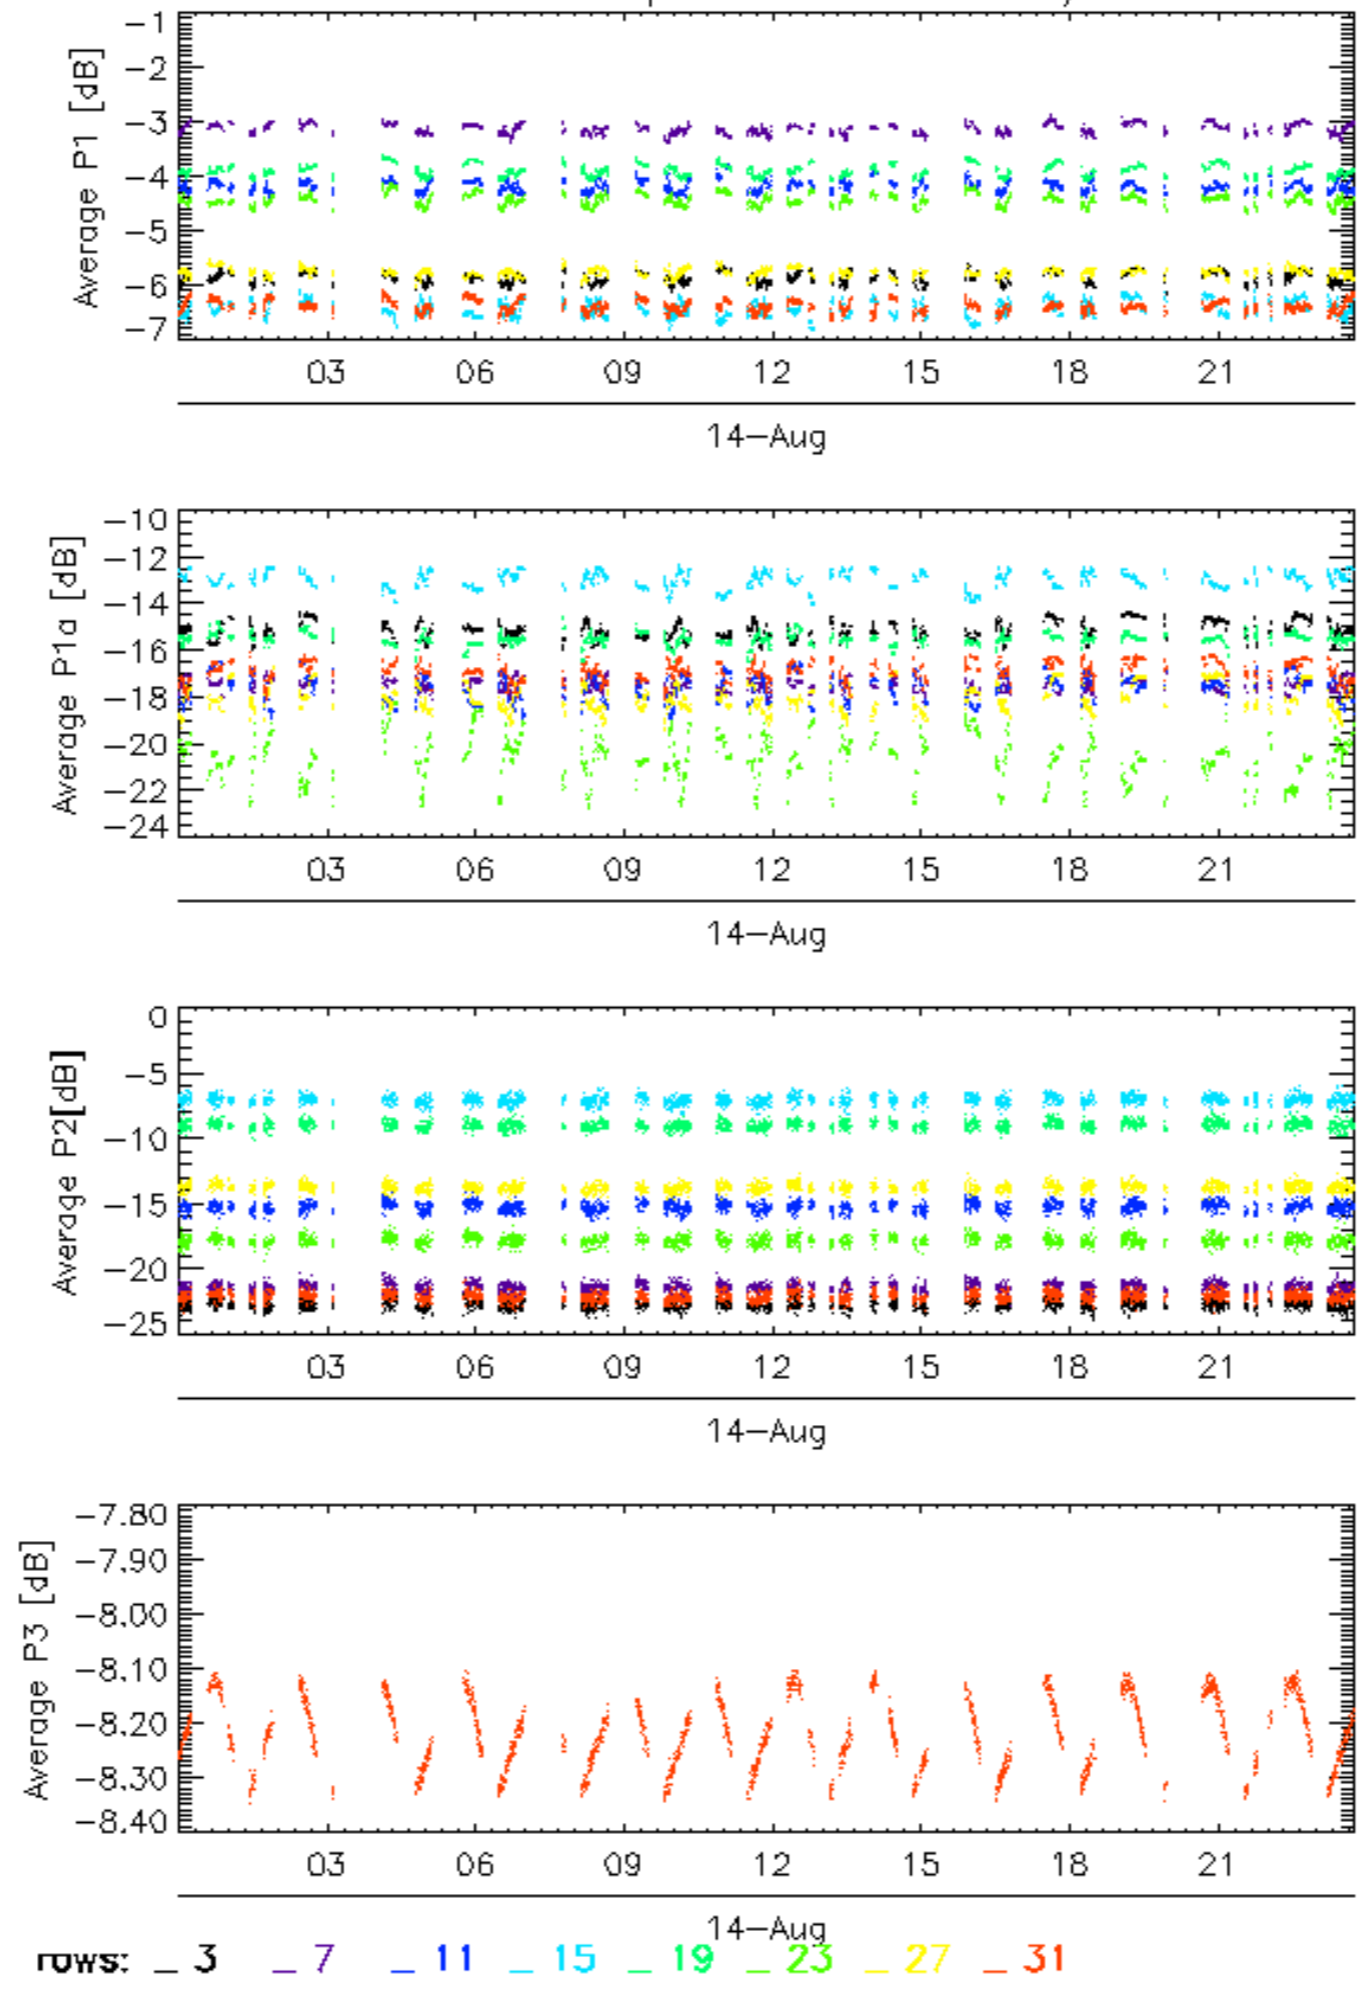 -1
-2
-3
-4
-5
-6
-7
Average P1 [dB]
03 06 09 12 15 18 21
14-Aug
-10
-12
-14
-16
-18
-20
-22
-24
Average P1a [dB]
03 06 09 12 15 18 21
14-Aug
0
-5
-10
-15
-20
-25
Average P2[dB]
03 06 09 12 15 18 21
14-Aug
-7.80
-7.90
-8.00
-8.10
-8.20
-8.30
-8.40
Average P3 [dB]
03 06 09 12 15 18 21
14-Aug
rows: _ 3 _ 7 _ 11 _ 15 _ 19 _ 23 _ 27 _ 31